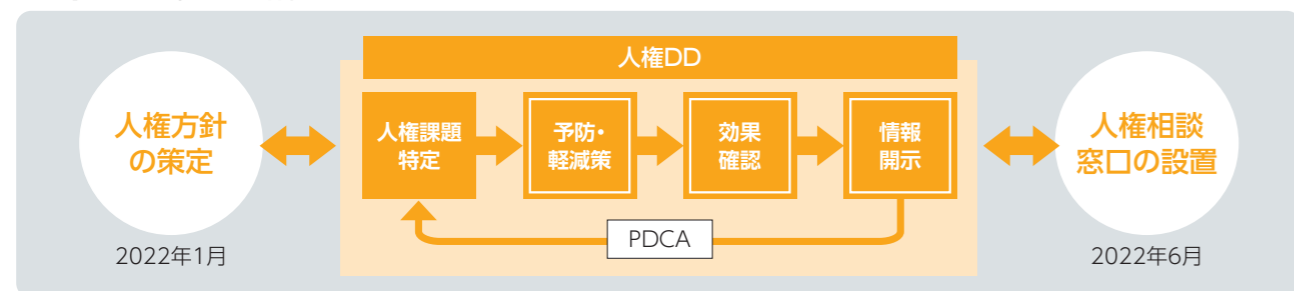 人権方針
の策定
2022年1月
人権DD
人権課題
特定
予防・
軽減策
効果
確認
情報
開示
PDCA
人権相談
窓口の設置
2022年6月